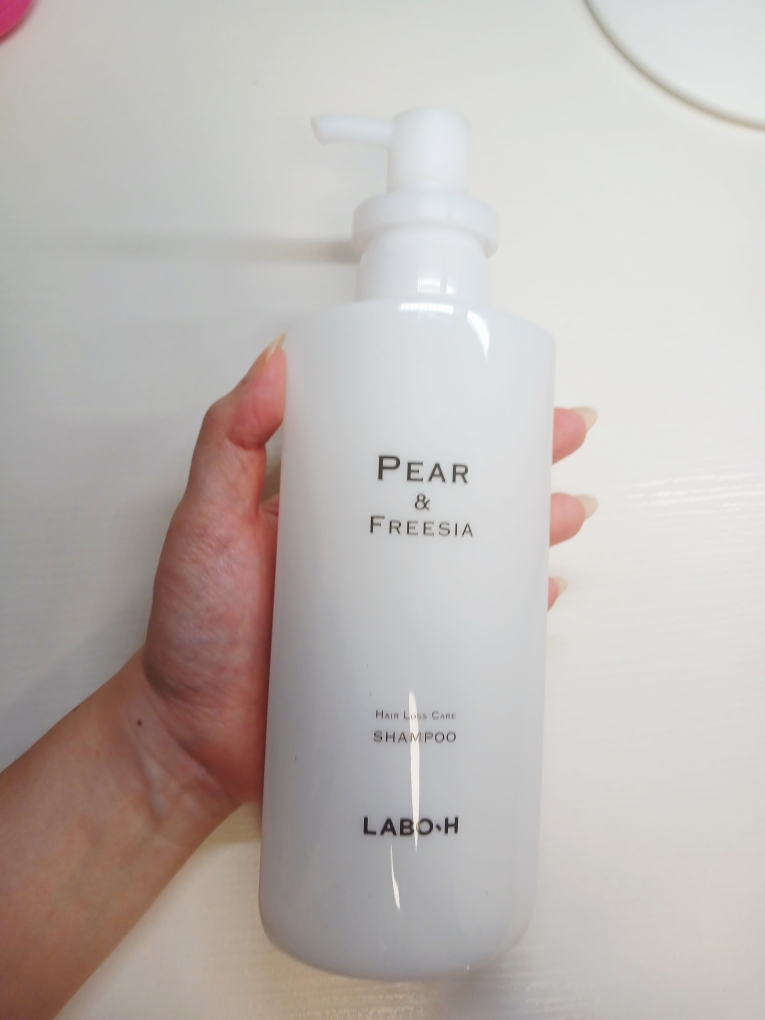 PEAR
&
FREESIA
HAIR LOSS CARE
SHAMPOO
LABO-H